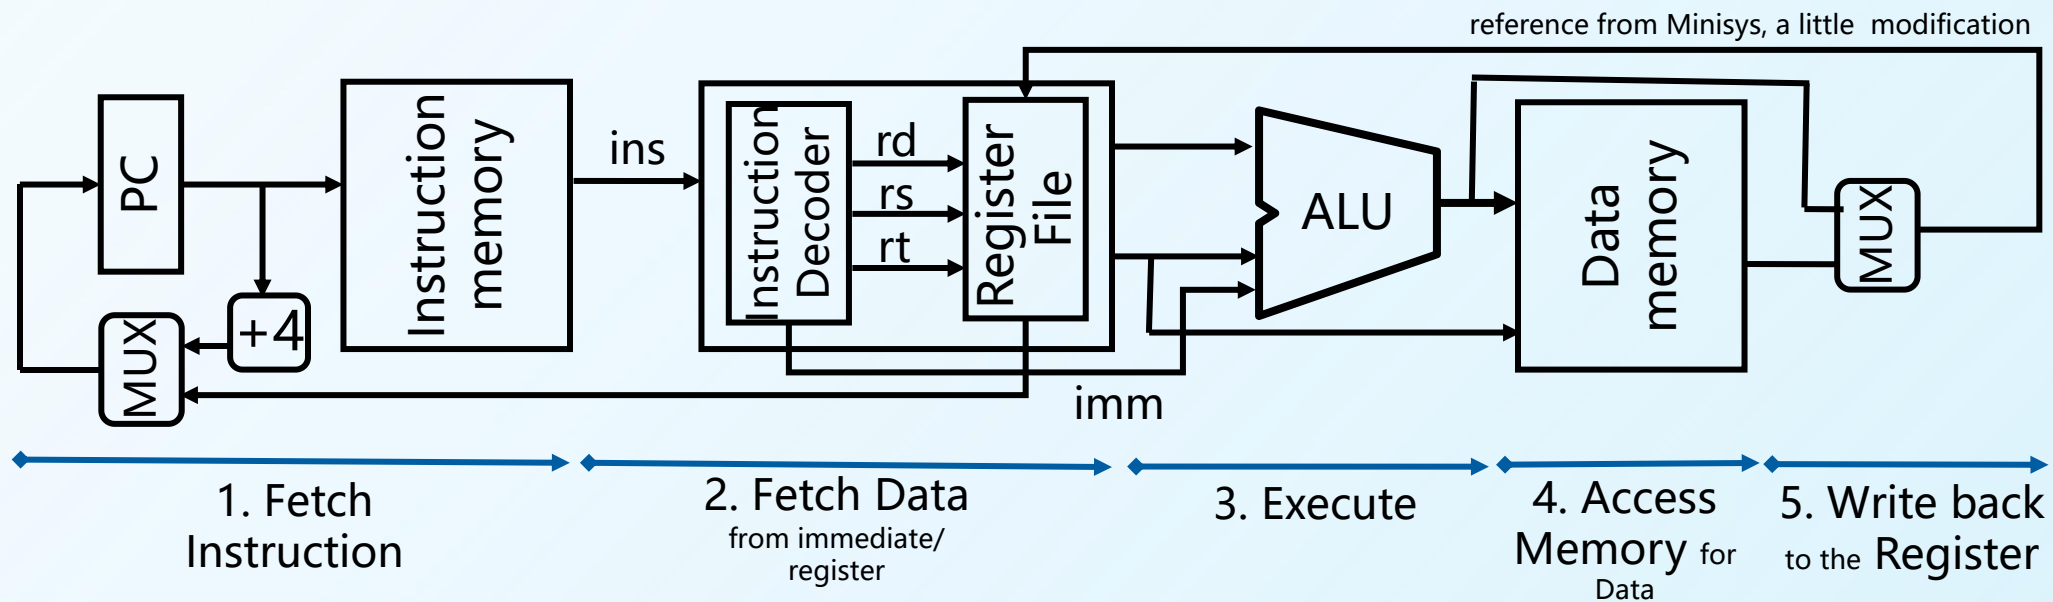 reference from Minisys, a little  modification
PC
Instruction
memory
ins
Instruction
Decoder
rd
rs
rt
Register
File
ALU
Data
memory
MUX
+4
MUX
imm
1. Fetch
Instruction
2. Fetch Data
from immediate/
register
3. Execute
4. Access
Memory for
Data
5. Write back
to the Register